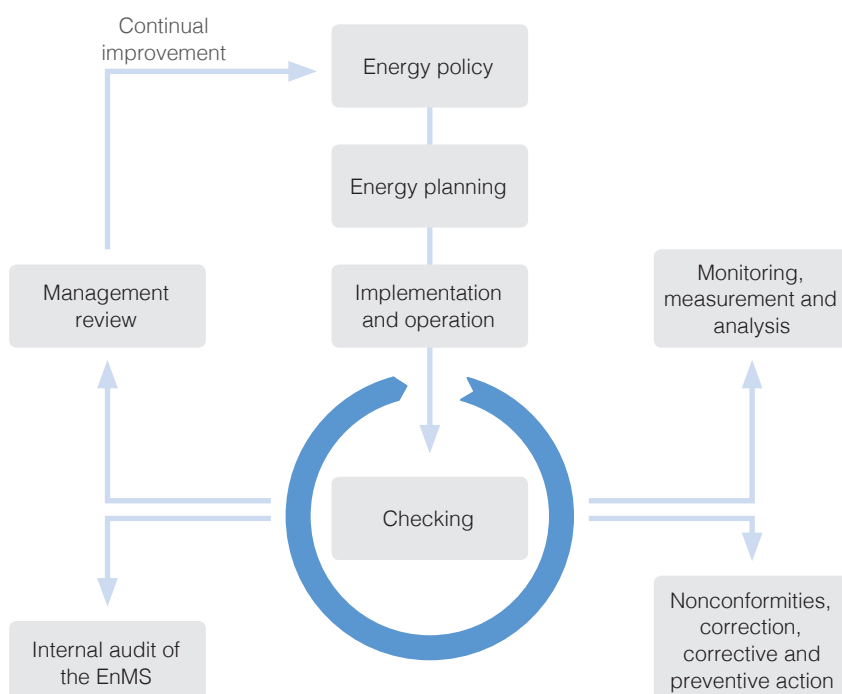 Continual
improvement
Energy policy
Energy planning
Implementation
and operation
Management
review
Monitoring,
measurement and
analysis
Checking
Internal audit of
the EnMS
Nonconformities,
correction,
corrective and
preventive action